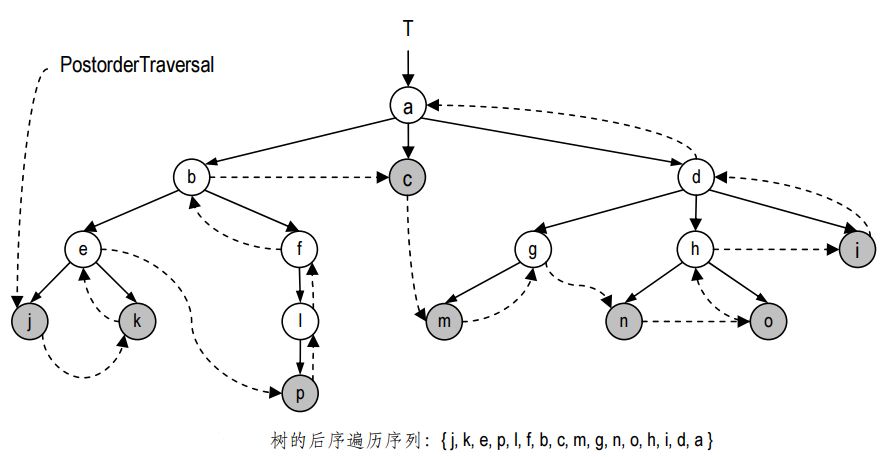 T
PostorderTraversal
a
b
c
d
e
f
g
h
i
j
k
l
m
n
o
p
树的后序遍历序列：{ j, k, e, p, l, f, b, c, m, g, n, o, h, i, d, a }